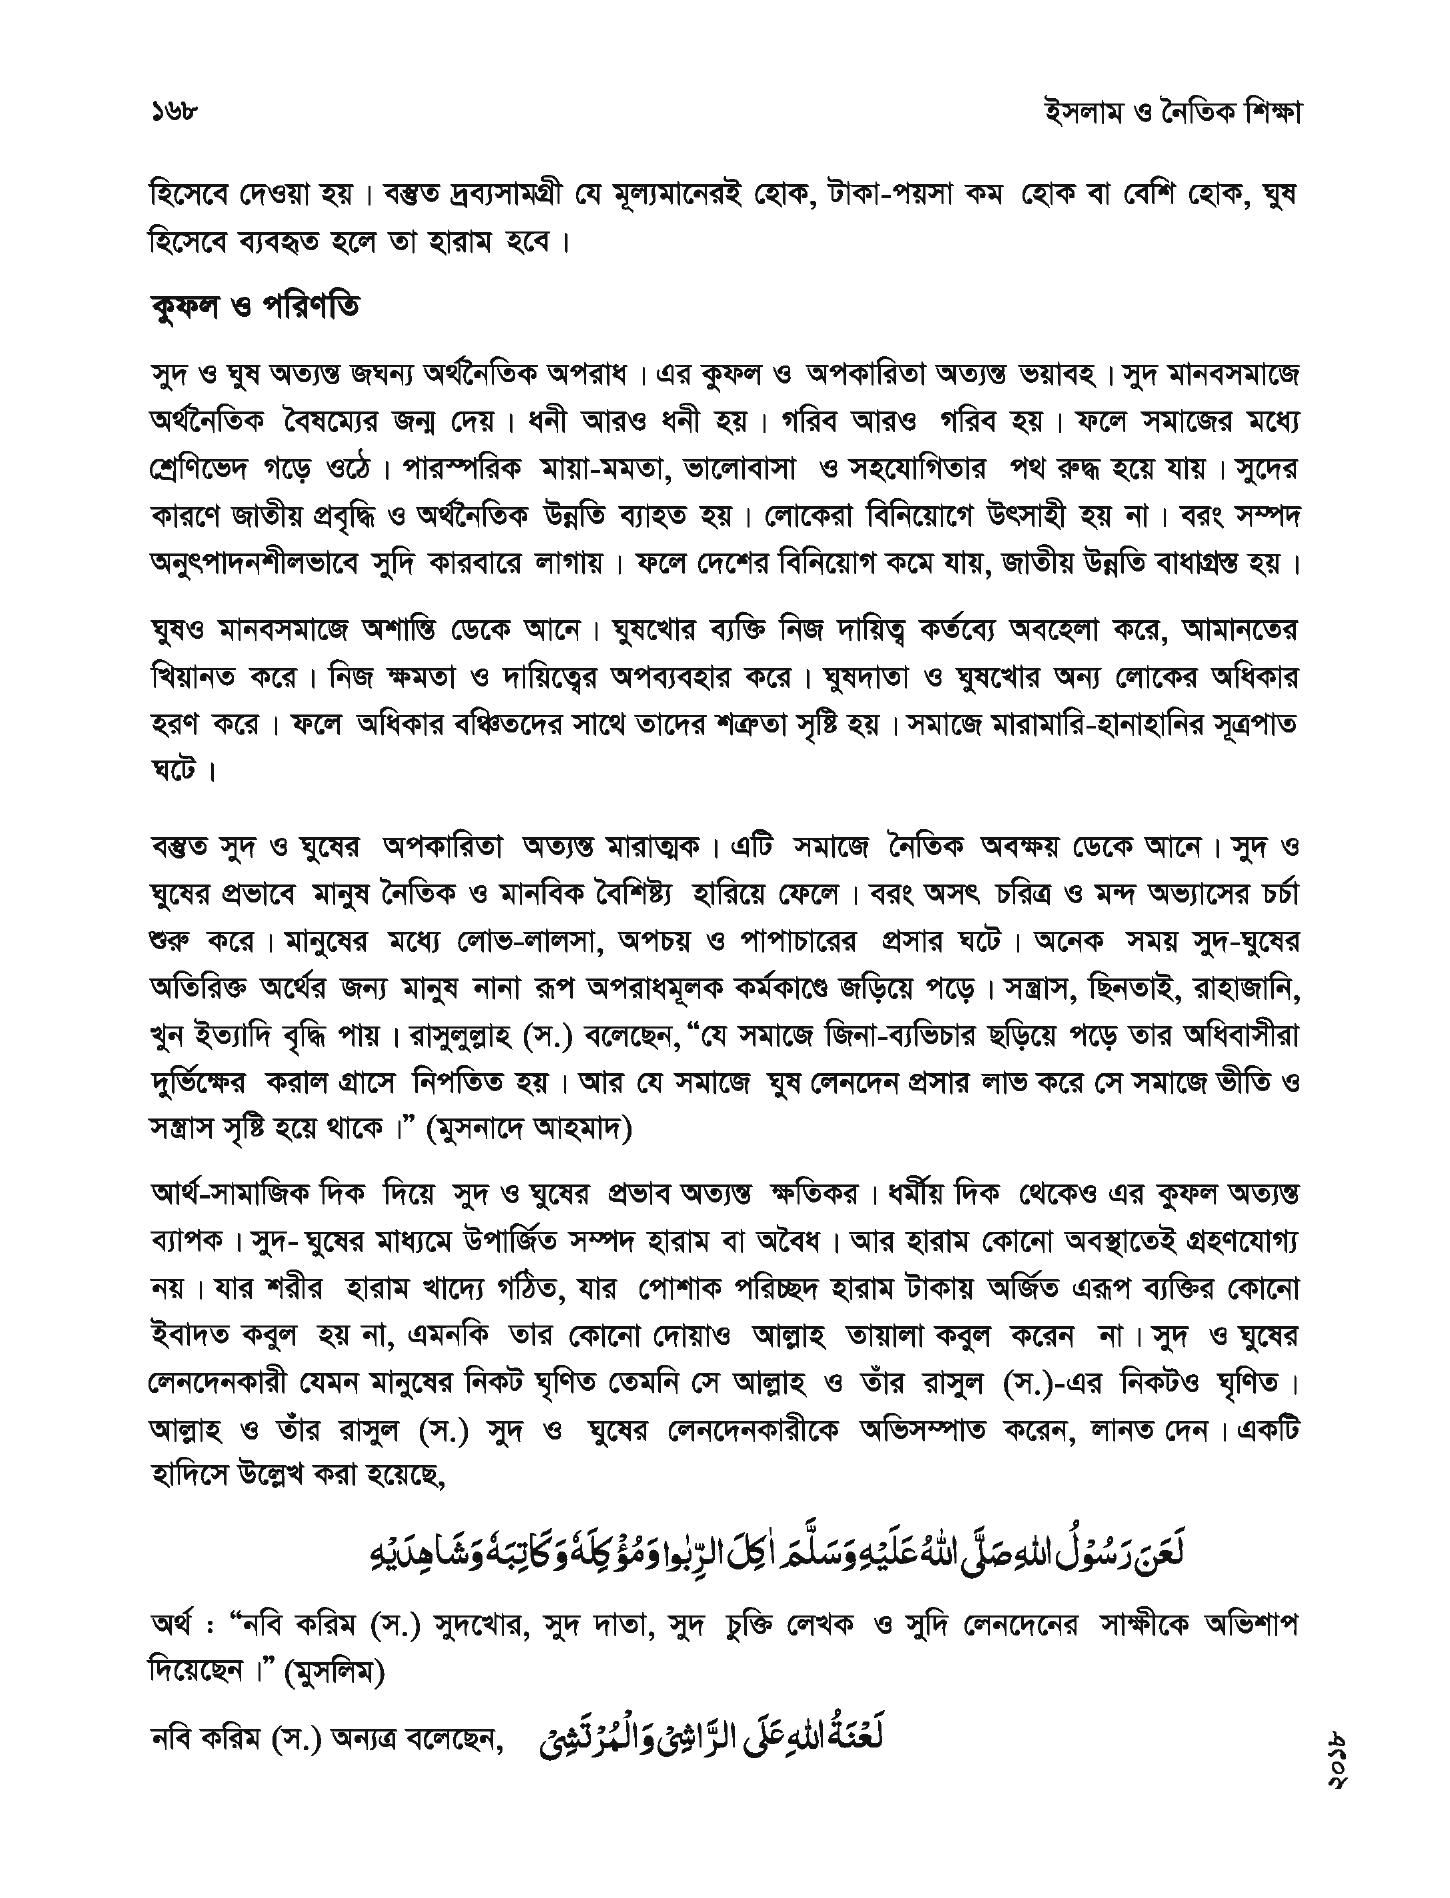 ১৬৮
ইসলাম ও নৈতিক শিক্ষা
হিসেবে দেওয়া হয়। বস্তুত দ্রব্যসামগ্রী যে মূল্যমানেরই হোক, টাকা-পয়সা কম হোক বা বেশি হোক, ঘুষ
হিসেবে ব্যবহৃত হলে তা হারাম হবে।
কুফল ও পরিণতি
সুদ ও ঘুষ অত্যন্ত জঘন্য অর্থনৈতিক অপরাধ। এর কুফল ও অপকারিতা অত্যন্ত ভয়াবহ। সুদ মানবসমাজে
অর্থনৈতিক বৈষম্যের জন্ম দেয়। ধনী আরও ধনী হয়। গরিব আরও গরিব হয়। ফলে সমাজের মধ্যে
শ্রেণিভেদ গড়ে ওঠে। পারস্পরিক মায়া-মমতা, ভালোবাসা ও সহযোগিতার পথ রুদ্ধ হয়ে যায়। সুদের
কারণে জাতীয় প্রবৃদ্ধি ও অর্থনৈতিক উন্নতি ব্যাহত হয়। লোকেরা বিনিয়োগে উৎসাহী হয় না। বরং সম্পদ
অনুৎপাদনশীলভাবে সুদি কারবারে লাগায়। ফলে দেশের বিনিয়োগ কমে যায়, জাতীয় উন্নতি বাধাগ্রস্ত হয়।
ঘুষও মানবসমাজে অশান্তি ডেকে আনে। ঘুষখোর ব্যক্তি নিজ দায়িত্ব কর্তব্যে অবহেলা করে, আমানতের
খিয়ানত করে। নিজ ক্ষমতা ও দায়িত্বের অপব্যবহার করে। ঘুষদাতা ও ঘুষখোর অন্য লোকের অধিকার
হরণ করে। ফলে অধিকার বঞ্চিতদের সাথে তাদের শত্রুতা সৃষ্টি হয়। সমাজে মারামারি-হানাহানির সূত্রপাত
ঘটে।
বস্তুত সুদ ও ঘুষের অপকারিতা অত্যন্ত মারাত্মক। এটি সমাজে নৈতিক অবক্ষয় ডেকে আনে। সুদ ও
ঘুষের প্রভাবে মানুষ নৈতিক ও মানবিক বৈশিষ্ট্য হারিয়ে ফেলে। বরং অসৎ চরিত্র ও মন্দ অভ্যাসের চর্চা
শুরু করে। মানুষের মধ্যে লোভ-লালসা, অপচয় ও পাপাচারের প্রসার ঘটে। অনেক সময় সুদ-ঘুষের
অতিরিক্ত অর্থের জন্য মানুষ নানা রূপ অপরাধমূলক কর্মকাণ্ডে জড়িয়ে পড়ে। সন্ত্রাস, ছিনতাই, রাহাজানি,
খুন ইত্যাদি বৃদ্ধি পায়। রাসুলুল্লাহ (স.) বলেছেন, “যে সমাজে জিনা-ব্যভিচার ছড়িয়ে পড়ে তার অধিবাসীরা
দুর্ভিক্ষের করাল গ্রাসে নিপতিত হয়। আর যে সমাজে ঘুষ লেনদেন প্রসার লাভ করে সে সমাজে ভীতি ও
সন্ত্রাস সৃষ্টি হয়ে থাকে।” (মুসনাদে আহমাদ)
আর্থ-সামাজিক দিক দিয়ে সুদ ও ঘুষের প্রভাব অত্যন্ত ক্ষতিকর। ধর্মীয় দিক থেকেও এর কুফল অত্যন্ত
ব্যাপক। সুদ- ঘুষের মাধ্যমে উপার্জিত সম্পদ হারাম বা অবৈধ। আর হারাম কোনো অবস্থাতেই গ্রহণযোগ্য
নয়। যার শরীর হারাম খাদ্যে গঠিত, যার পোশাক পরিচ্ছদ হারাম টাকায় অর্জিত এরূপ ব্যক্তির কোনো
ইবাদত কবুল হয় না, এমনকি তার কোনো দোয়াও আল্লাহ তায়ালা কবুল করেন না। সুদ ও ঘুষের
লেনদেনকারী যেমন মানুষের নিকট ঘৃণিত তেমনি সে আল্লাহ ও তাঁর রাসুল (স.)-এর নিকটও ঘৃণিত।
আল্লাহ ও তাঁর রাসুল (স.) সুদ ও ঘুষের লেনদেনকারীকে অভিসম্পাত করেন, লানত দেন। একটি
হাদিসে উল্লেখ করা হয়েছে,
لَعَنَ رَسُوْلُ اللهِ صَلَّى اللهُ عَلَيْهِ وَسَلَّمَ اٰكِلَ الرِّبٰوا وَمُؤْكِلَهٗ وَكَاتِبَهٗ وَشَاهِدَيْهِ
অর্থ : “নবি করিম (স.) সুদখোর, সুদ দাতা, সুদ চুক্তি লেখক ও সুদি লেনদেনের সাক্ষীকে অভিশাপ
দিয়েছেন।” (মুসলিম)
নবি করিম (স.) অন্যত্র বলেছেন, لَعْنَةُ اللهِ عَلَى الرَّاشِىْ وَالْمُرْتَشِىْ
২০১৮